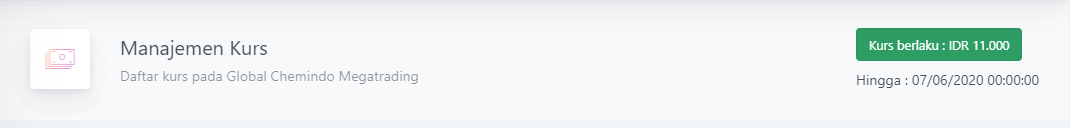 Manajemen Kurs
Daftar kurs pada Global Chemindo Megatrading
Kurs berlaku : IDR 11.000
Hingga : 07/06/2020 00:00:00